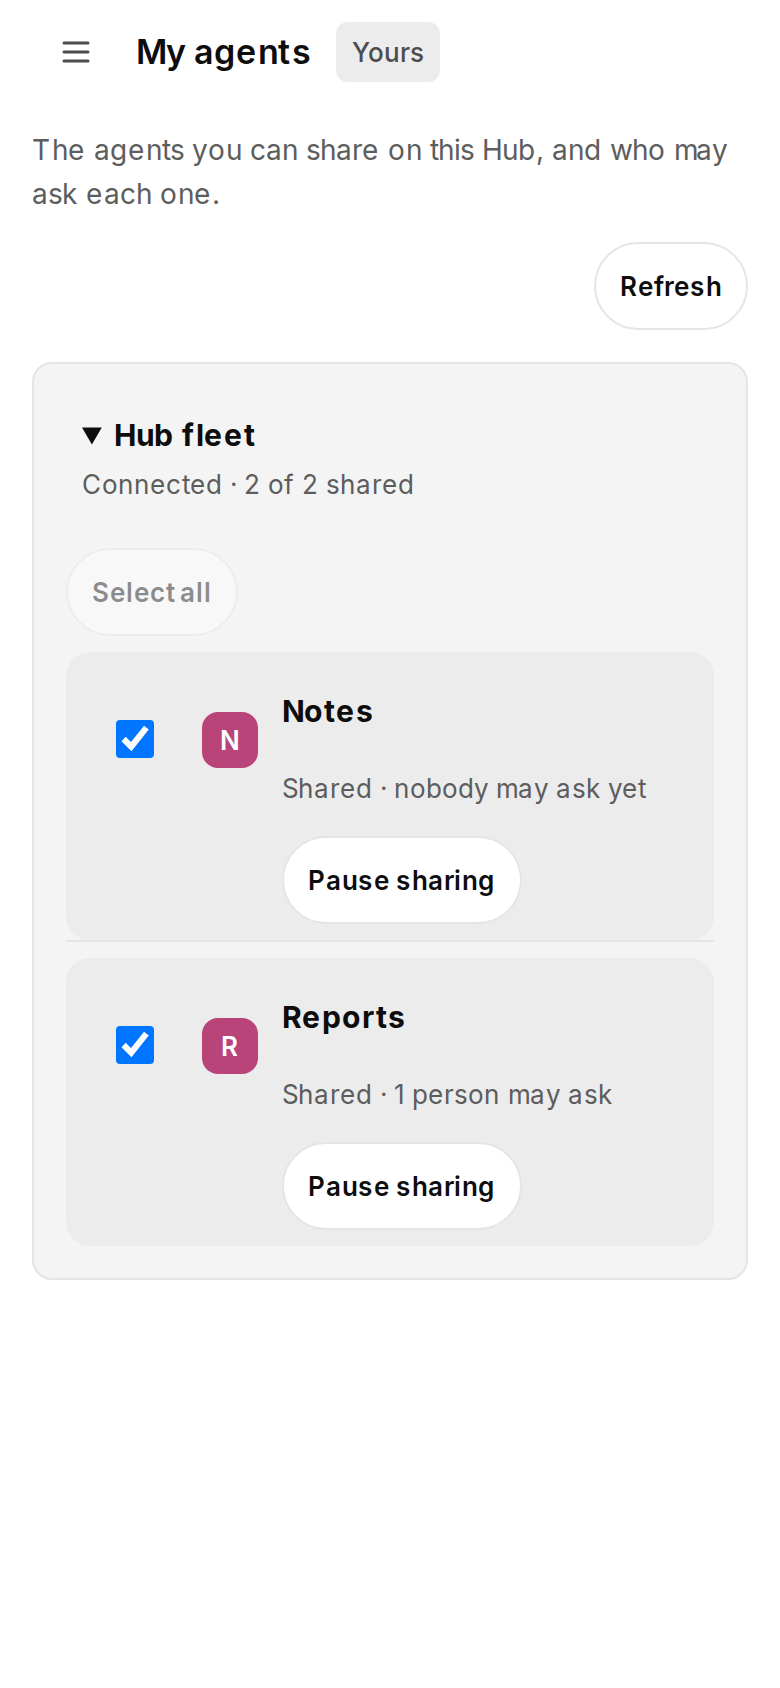 My agents Yours
The agents you can share on this Hub, and who may
ask each one.
Refresh
Hub fleet
Connected · 2 of 2 shared
Select all
N
Notes
Shared · nobody may ask yet
Pause sharing
R
Reports
Shared · 1 person may ask
Pause sharing